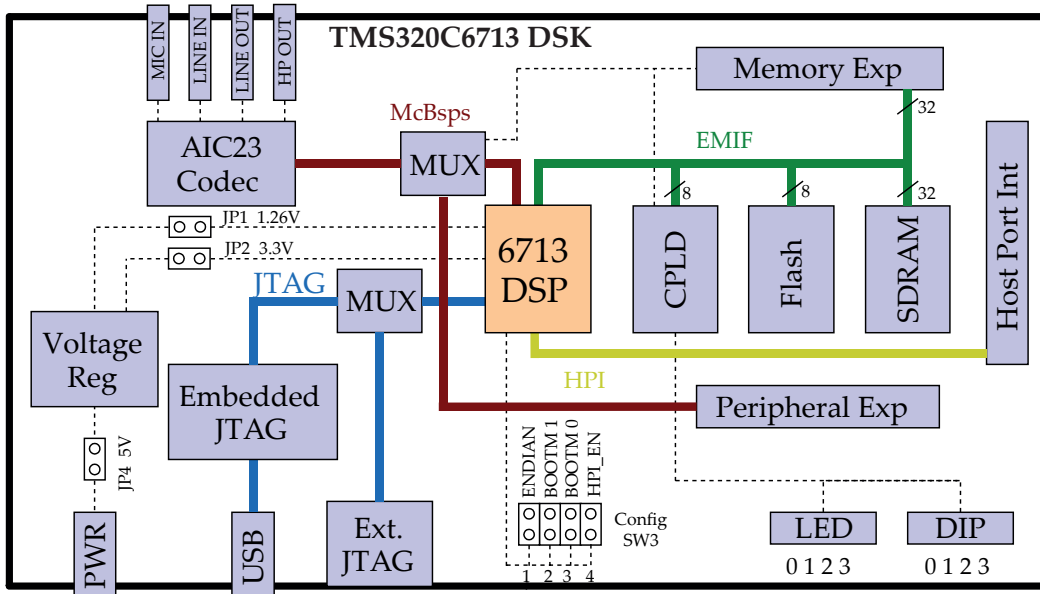 MIC IN
LINE IN
LINE OUT
HP OUT
TMS320C6713 DSK
Memory Exp
32
McBsps
AIC23
Codec
MUX
EMIF
8
8
32
Host Port Int
JP1 1.26V
JP2 3.3V
6713
DSP
CPLD
Flash
SDRAM
JTAG
MUX
Voltage
Reg
HPI
Embedded
JTAG
Peripheral Exp
JP4 5V
ENDIAN
BOOTM 1
BOOTM 0
HPI_EN
Config
SW3
PWR
USB
Ext.
JTAG
LED
DIP
1 2 3 4
0 1 2 3
0 1 2 3